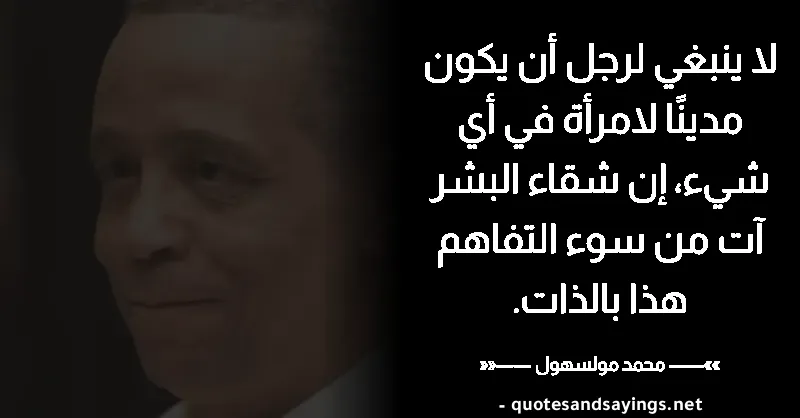 لا ينبغي لرجل أن يكون
مدينًا لامرأة في أي
شيء، إن شقاء البشر
آت من سوء التفاهم
هذا بالذات.
»»—— محمد مولسهول ——««
- quotesandsayings.net